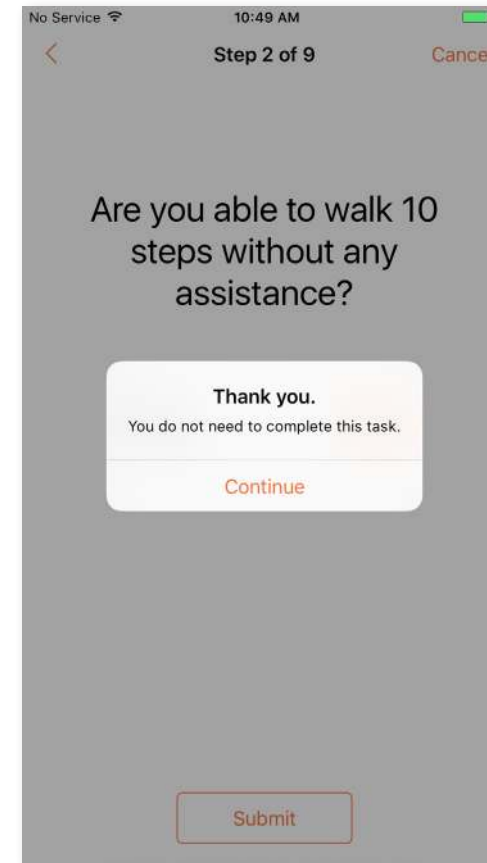 No Service 10:49 AM
Step 2 of 9 Cance
Are you able to walk 10
steps without any
assistance?
Thank you.
You do not need to complete this task.
Continue
Submit